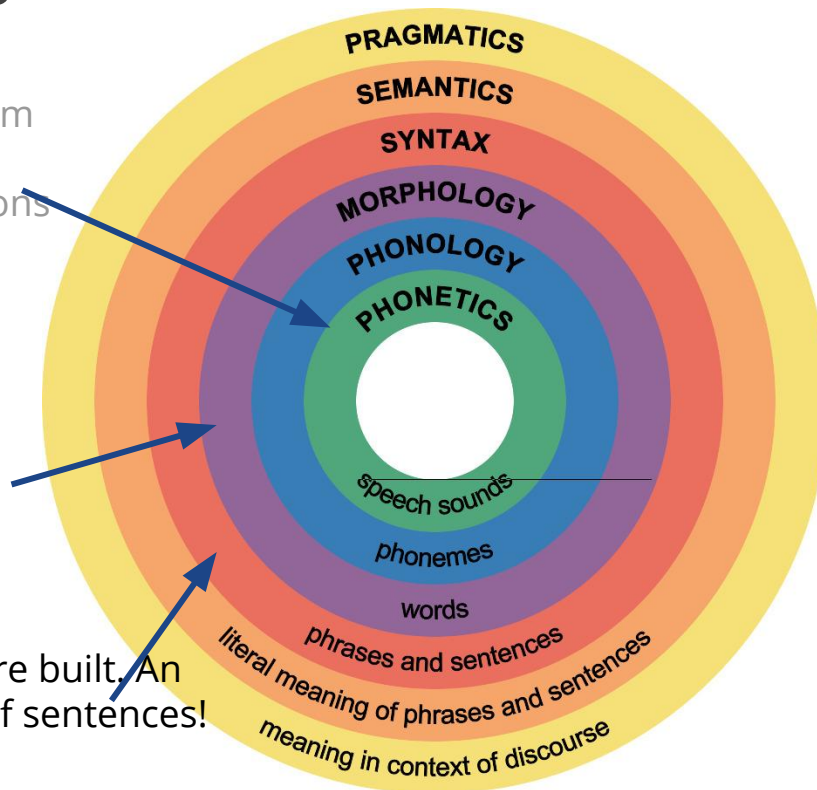 m
ons
PRAGMATICS
SEMANTICS
SYNTAX
MORPHOLOGY
PHONOLOGY
PHONETICS
speech sounds
phonemes
words
phrases and sentences
literal meaning of phrases and sentences
meaning in context of discourse
re built. An
f sentences!